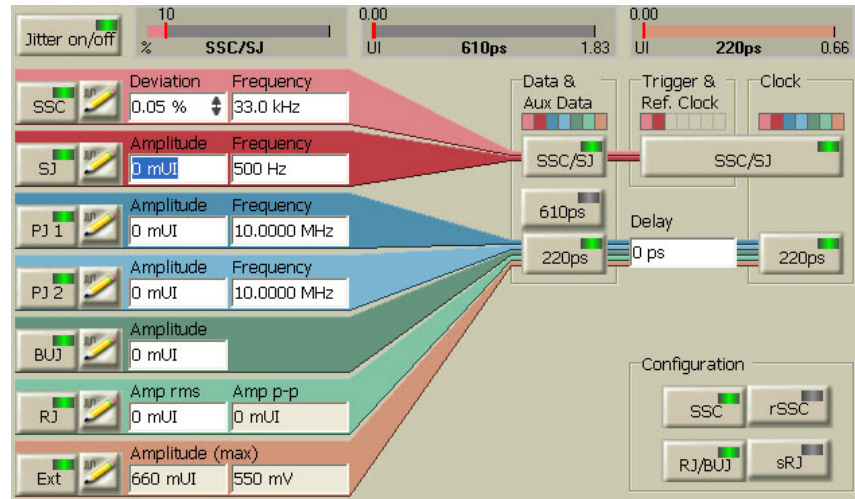 Jitter on/off
10
% SSC/SJ
0.00
UI 610ps 1.83
0.00
UI 220ps 0.66
SSC
Deviation Frequency
0.05 % 33.0 kHz
SJ
Amplitude Frequency
0 mUI 500 Hz
PJ 1
Amplitude Frequency
0 mUI 10.0000 MHz
PJ 2
Amplitude Frequency
0 mUI 10.0000 MHz
BUJ
Amplitude
0 mUI
RJ
Amp rms Amp p-p
0 mUI 0 mUI
Ext
Amplitude (max)
660 mUI 550 mV
Data &
Aux Data
SSC/SJ
610ps
220ps
Trigger &
Ref. Clock
Clock
SSC/SJ
Delay
0 ps
220ps
Configuration
SSC rSSC
RJ/BUJ sRJ